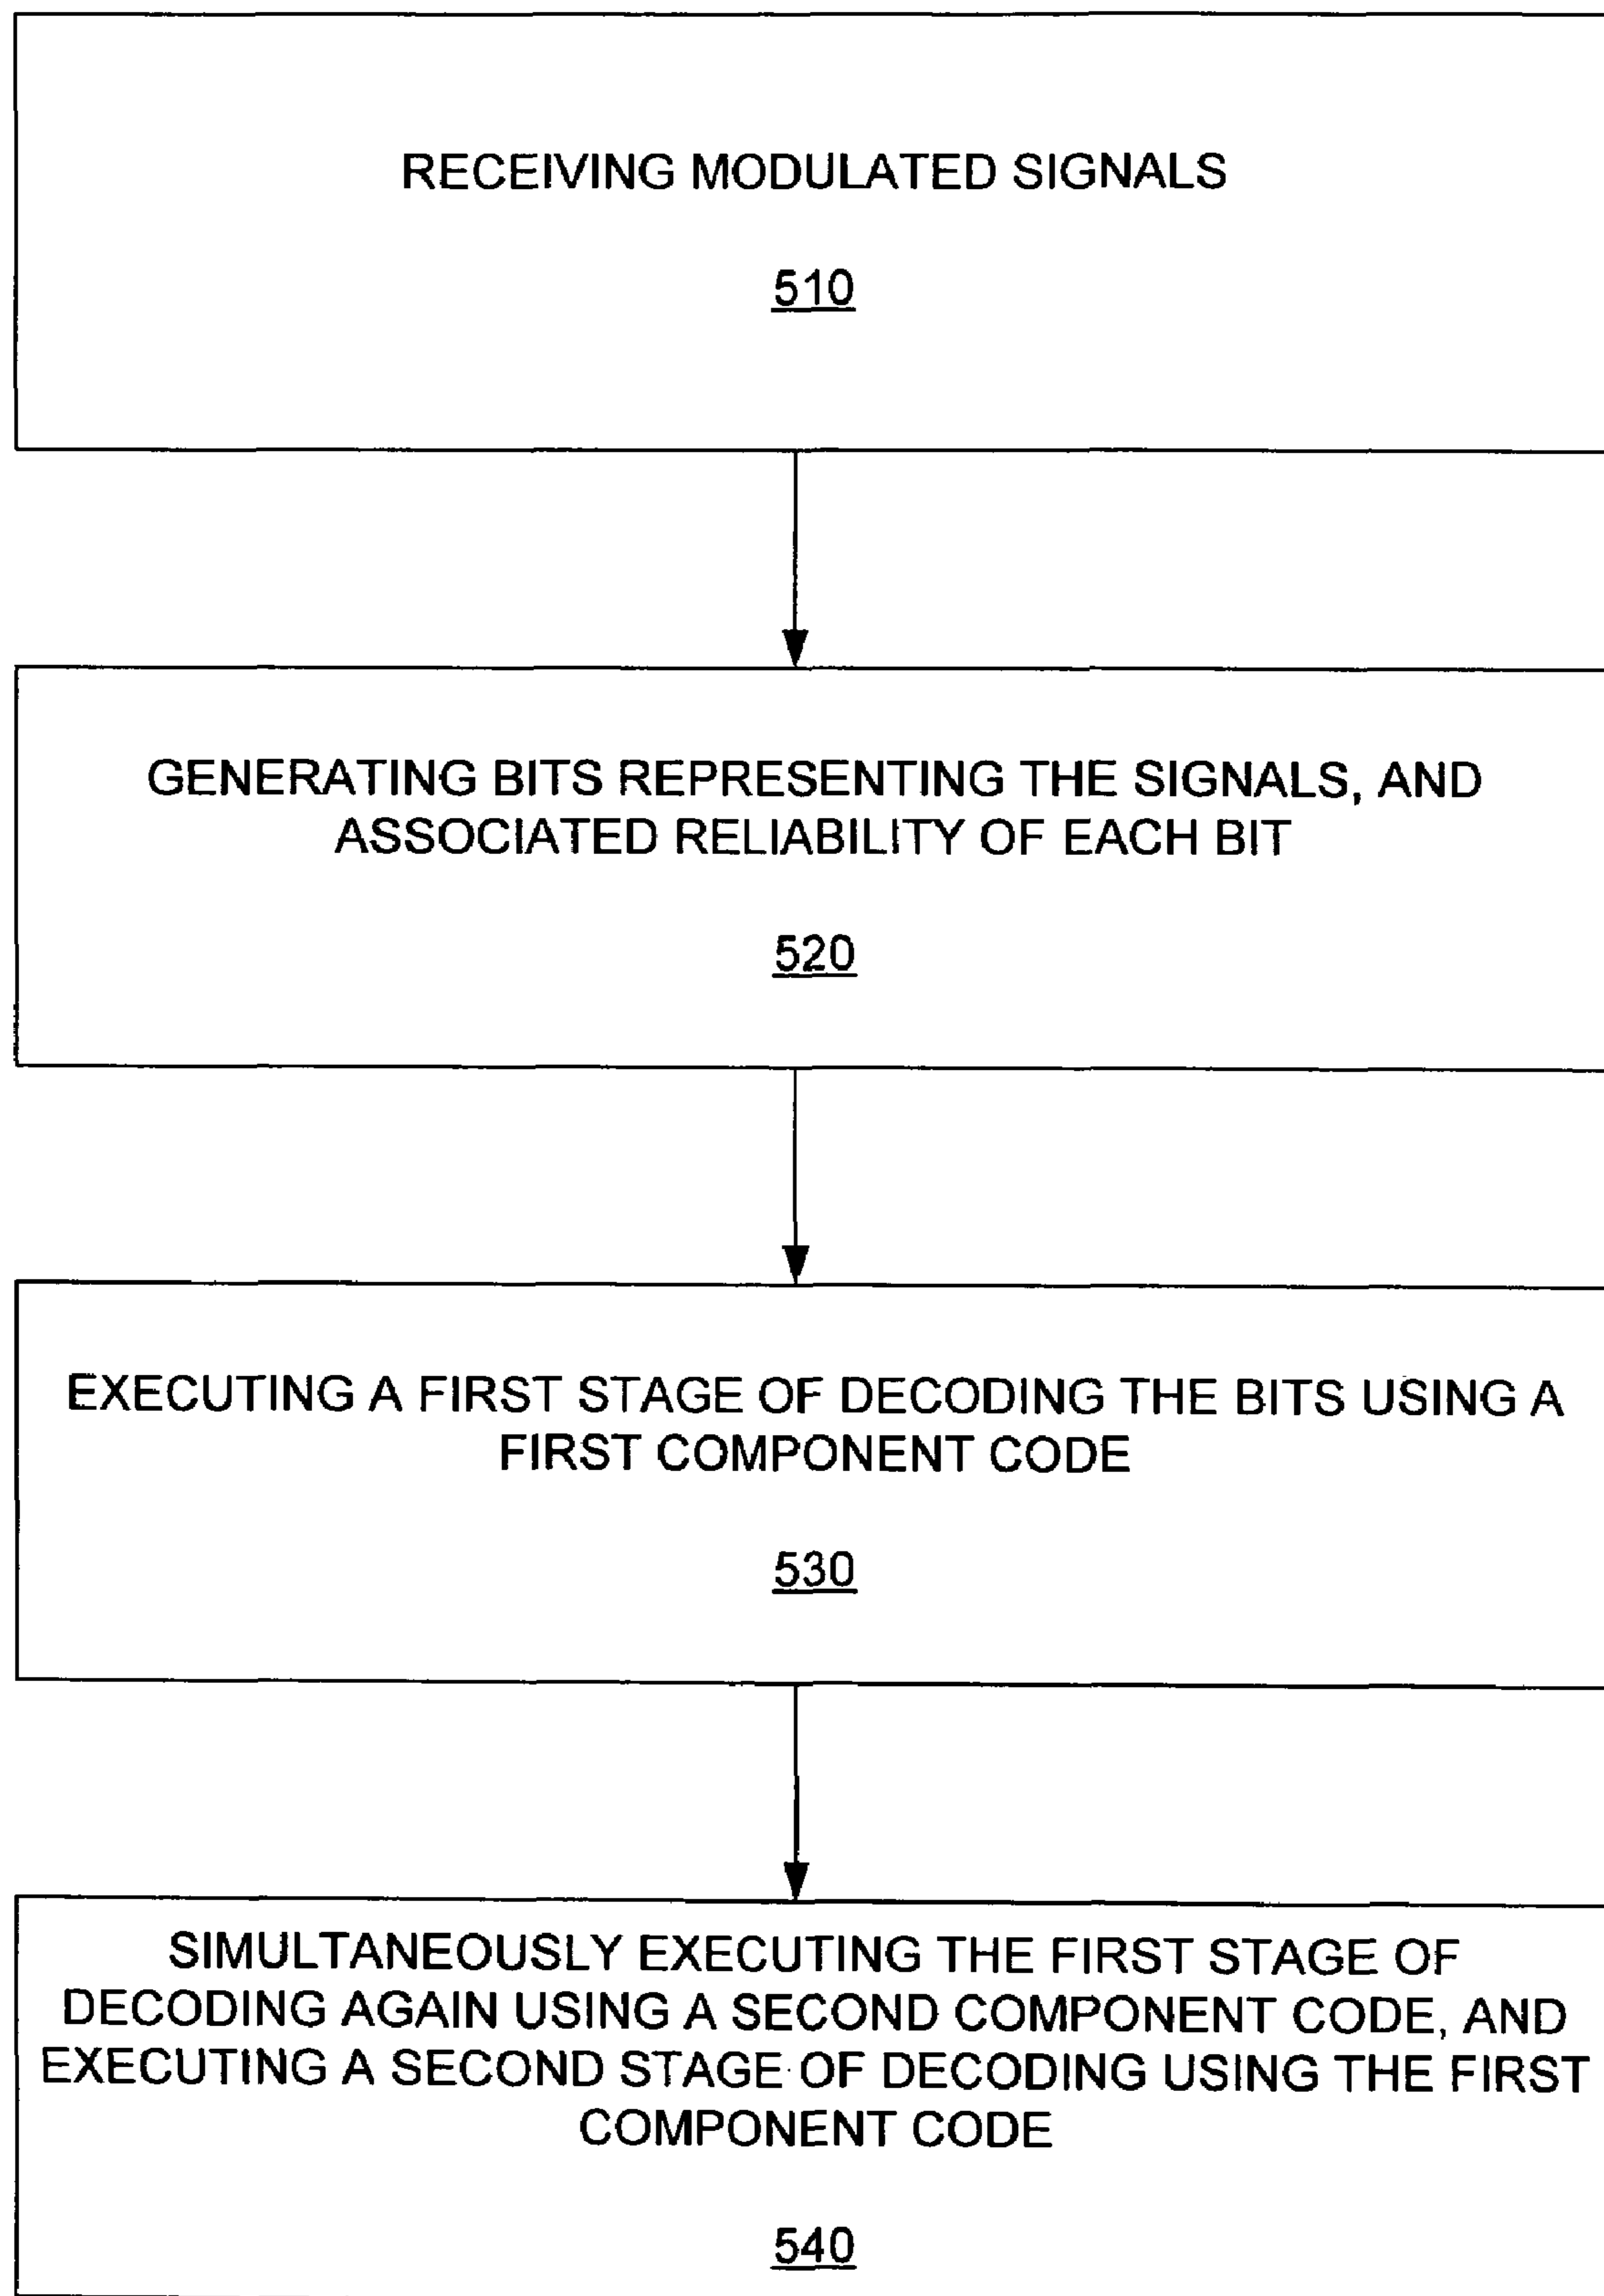 RECEIVING MODULATED SIGNALS
510
GENERATING BITS REPRESENTING THE SIGNALS, AND
ASSOCIATED RELIABILITY OF EACH BIT
520
EXECUTING A FIRST STAGE OF DECODING THE BITS USING A
FIRST COMPONENT CODE
530
SIMULTANEOUSLY EXECUTING THE FIRST STAGE OF
DECODING AGAIN USING A SECOND COMPONENT CODE, AND
EXECUTING A SECOND STAGE OF DECODING USING THE FIRST
COMPONENT CODE
540